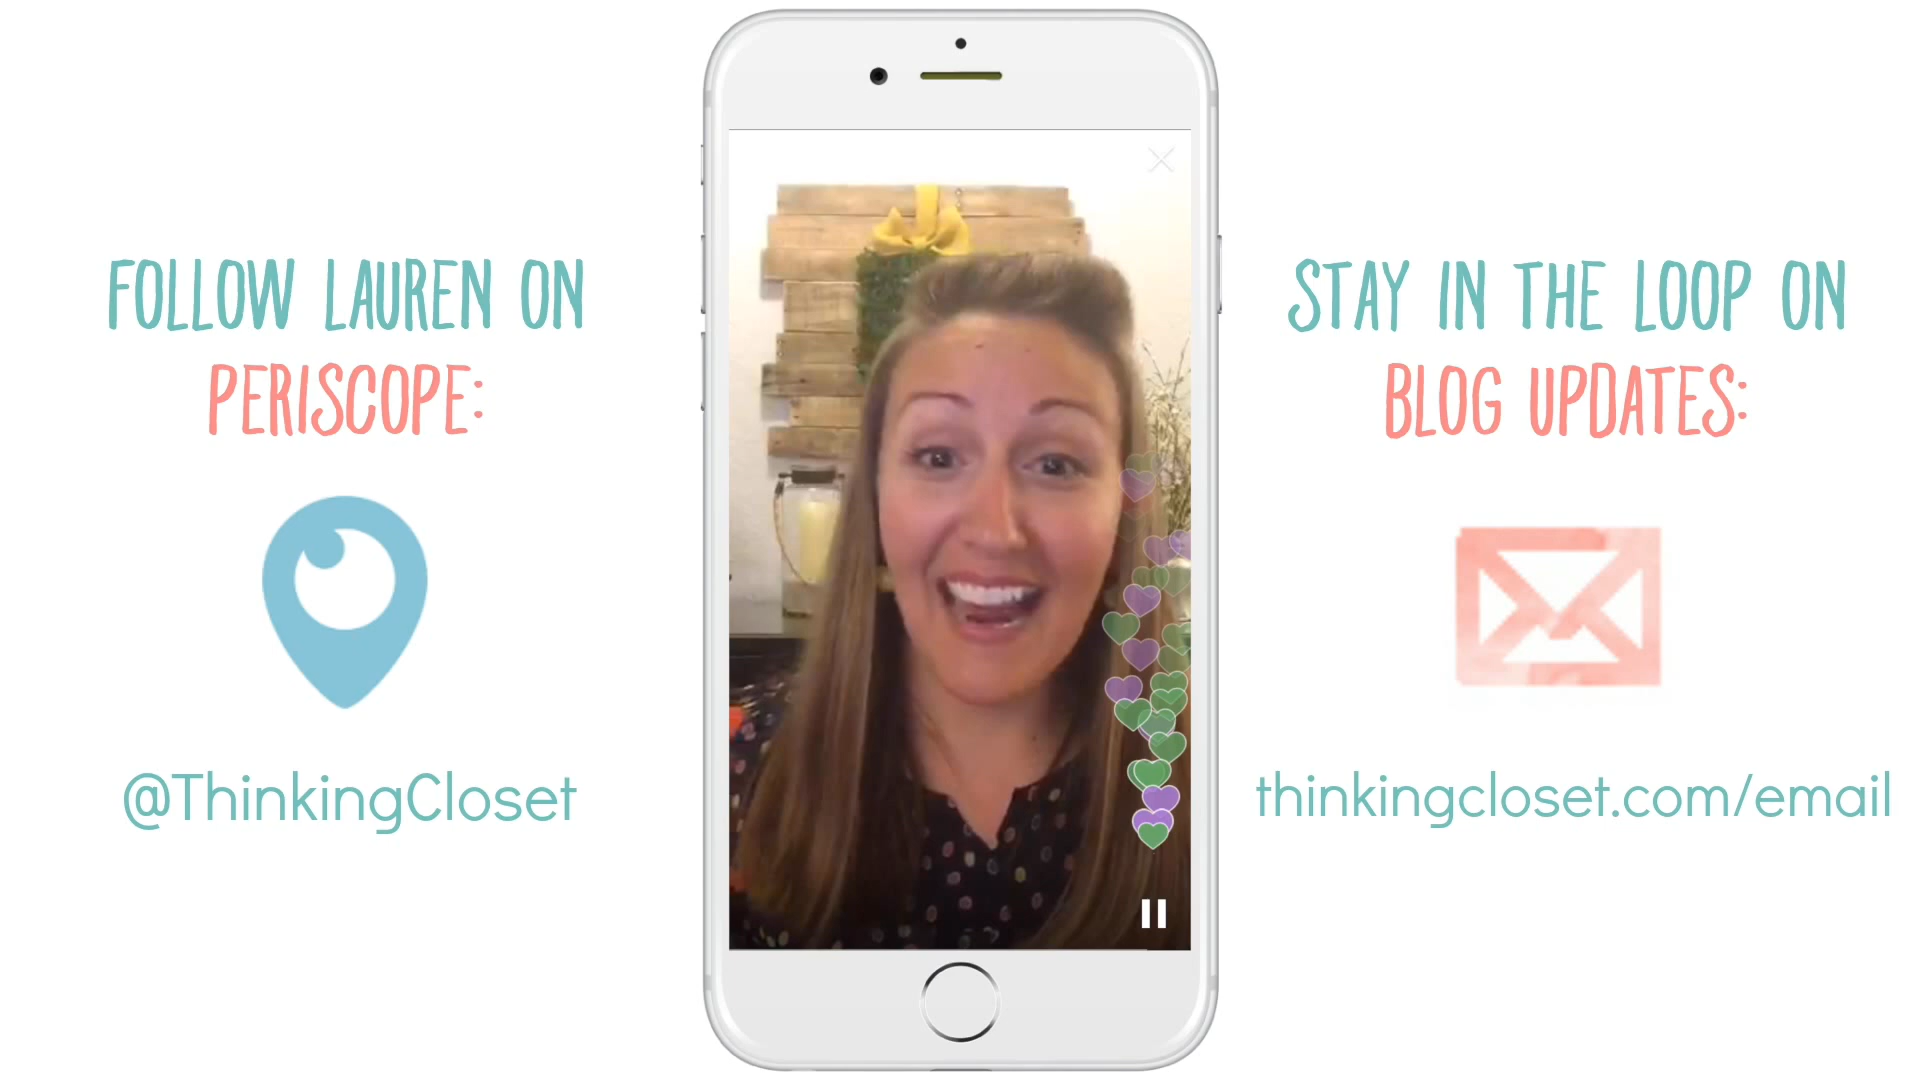 FOLLOW LAUREN ON
PERISCOPE:
@ThinkingCloset
STAY IN THE LOOP ON
BLOG UPDATES:
thinkingcloset.com/email